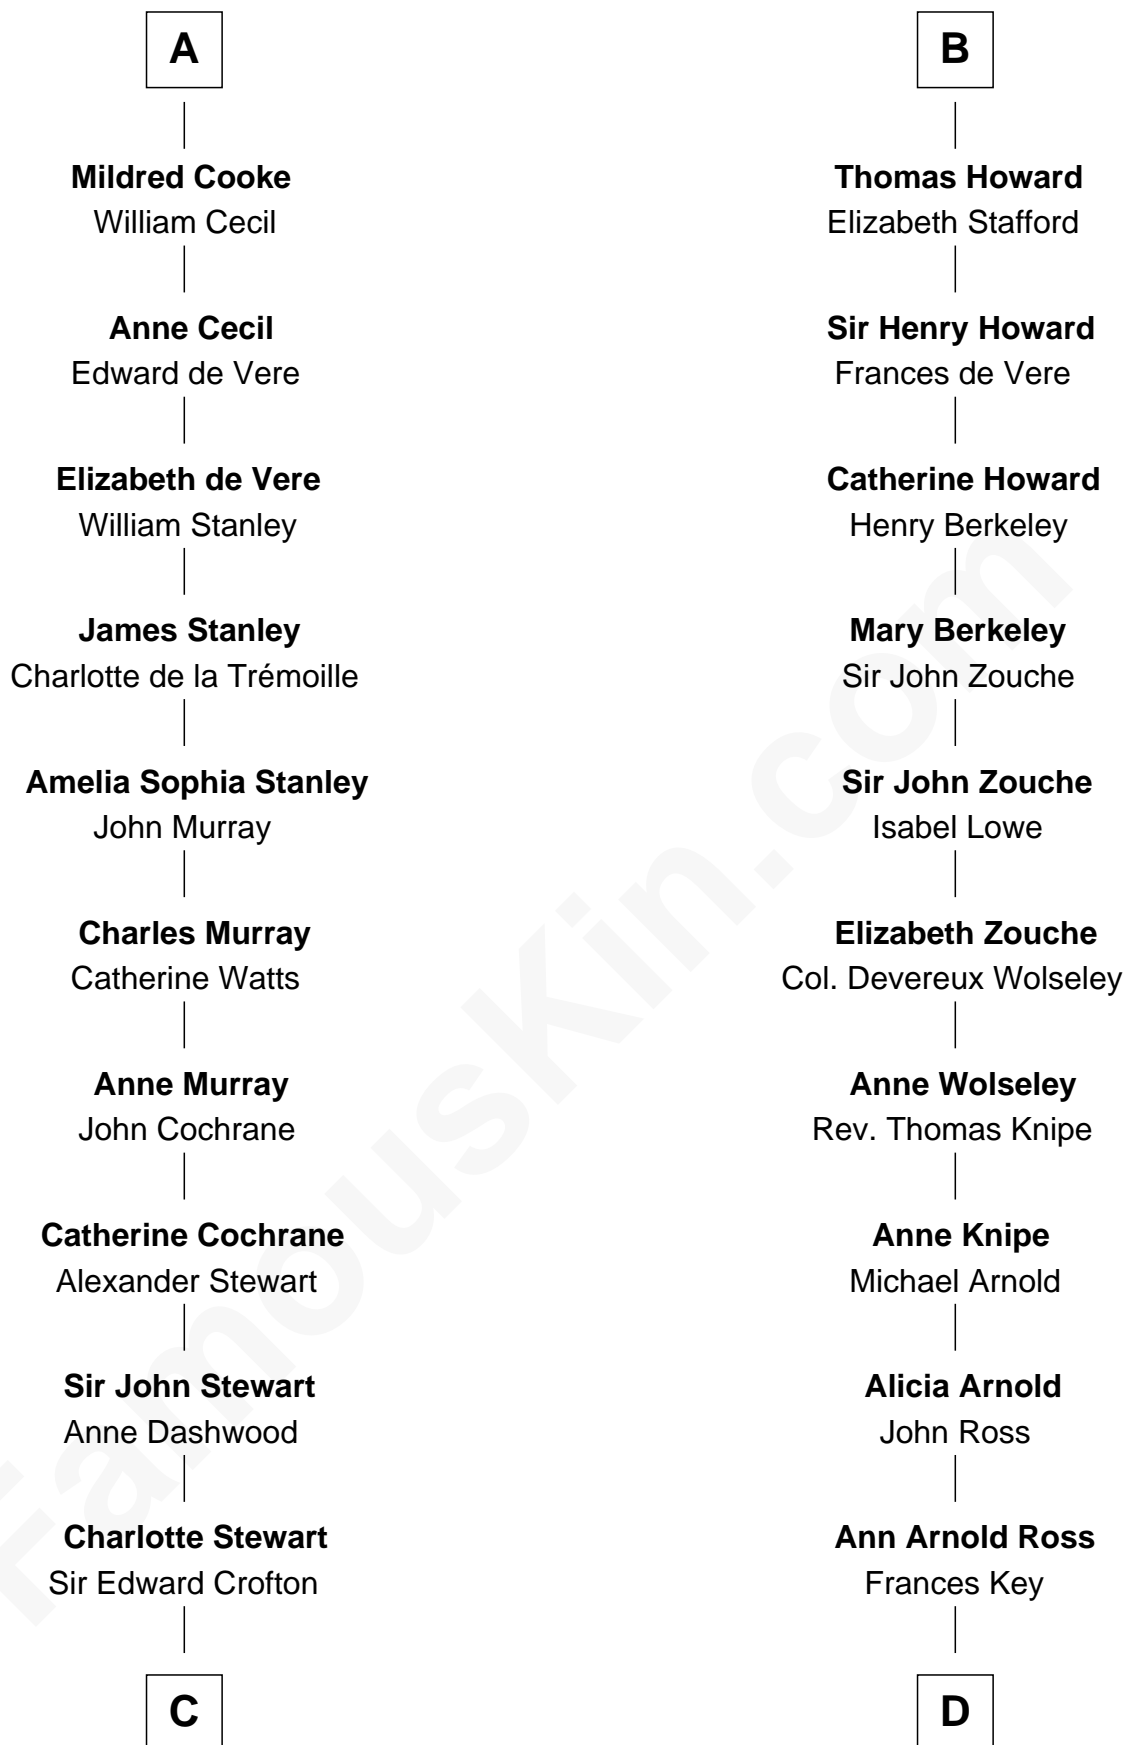 A
Mildred Cooke
William Cecil
Anne Cecil
Edward de Vere
Elizabeth de Vere
William Stanley
James Stanley
Charlotte de la Trémoille
Amelia Sophia Stanley
John Murray
Charles Murray
Catherine Watts
Anne Murray
John Cochrane
Catherine Cochrane
Alexander Stewart
Sir John Stewart
Anne Dashwood
Charlotte Stewart
Sir Edward Crofton
C
B
Thomas Howard
Elizabeth Stafford
Sir Henry Howard
Frances de Vere
Catherine Howard
Henry Berkeley
Mary Berkeley
Sir John Zouche
Sir John Zouche
Isabel Lowe
Elizabeth Zouche
Col. Devereux Wolseley
Anne Wolseley
Rev. Thomas Knipe
Anne Knipe
Michael Arnold
Alicia Arnold
John Ross
Ann Arnold Ross
Frances Key
D
FamousKin.com